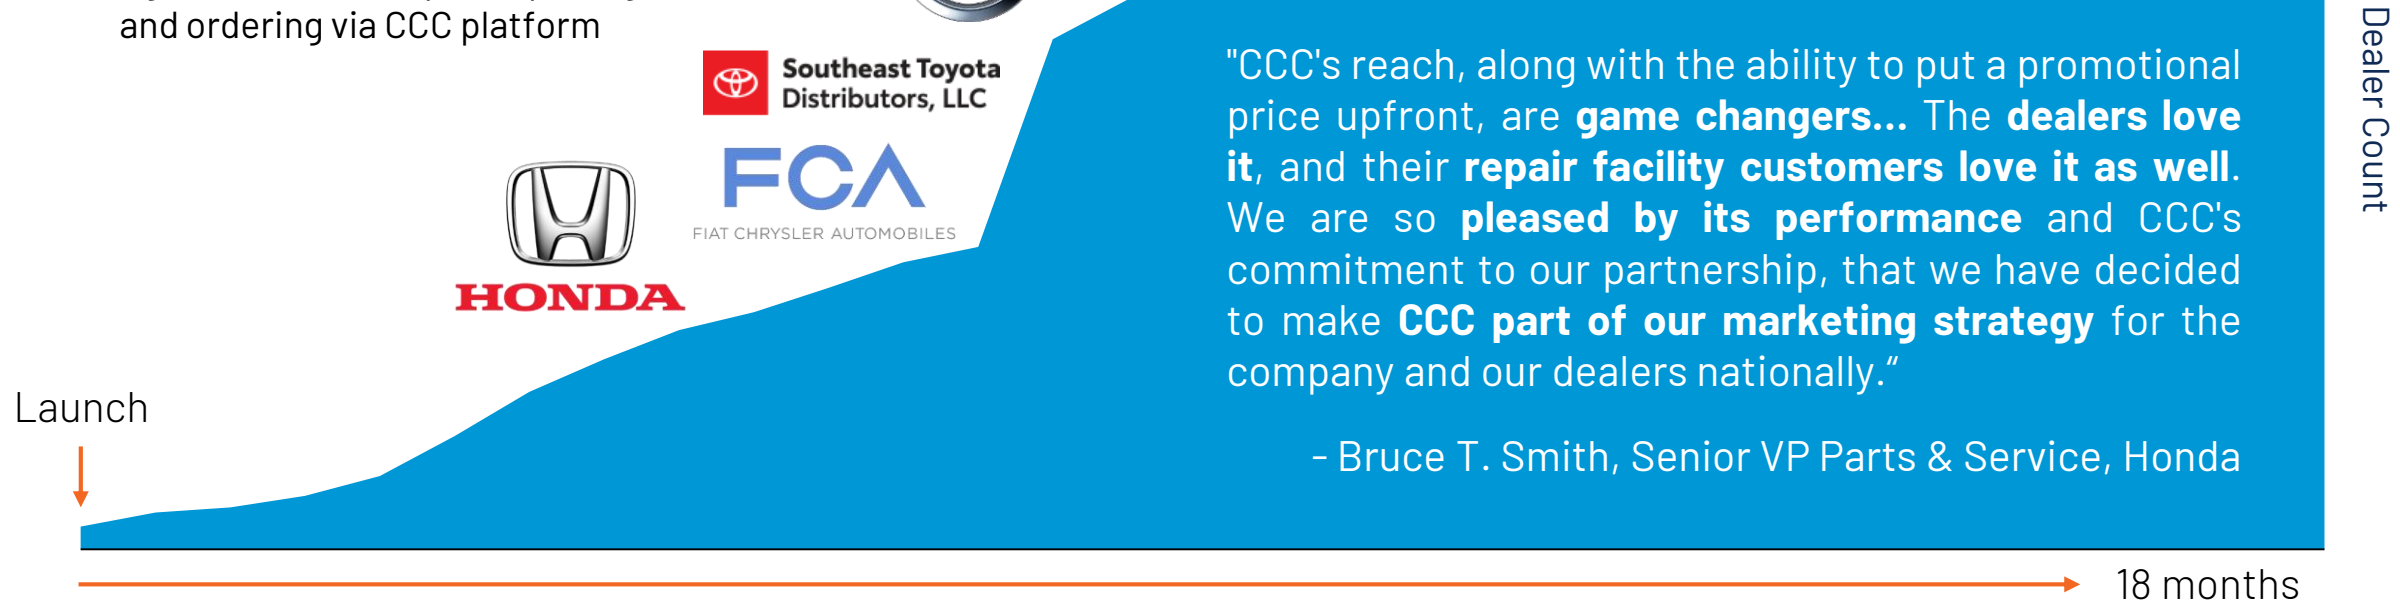 and ordering via CCC platform
Southeast Toyota
Distributors, LLC
FCA
FIAT CHRYSLER AUTOMOBILES
HONDA
Launch
"CCC's reach, along with the ability to put a promotional
price upfront, are game changers... The dealers love
it, and their repair facility customers love it as well.
We are so pleased by its performance and CCC's
commitment to our partnership, that we have decided
to make CCC part of our marketing strategy for the
company and our dealers nationally.“
- Bruce T. Smith, Senior VP Parts & Service, Honda
Dealer Count
18 months